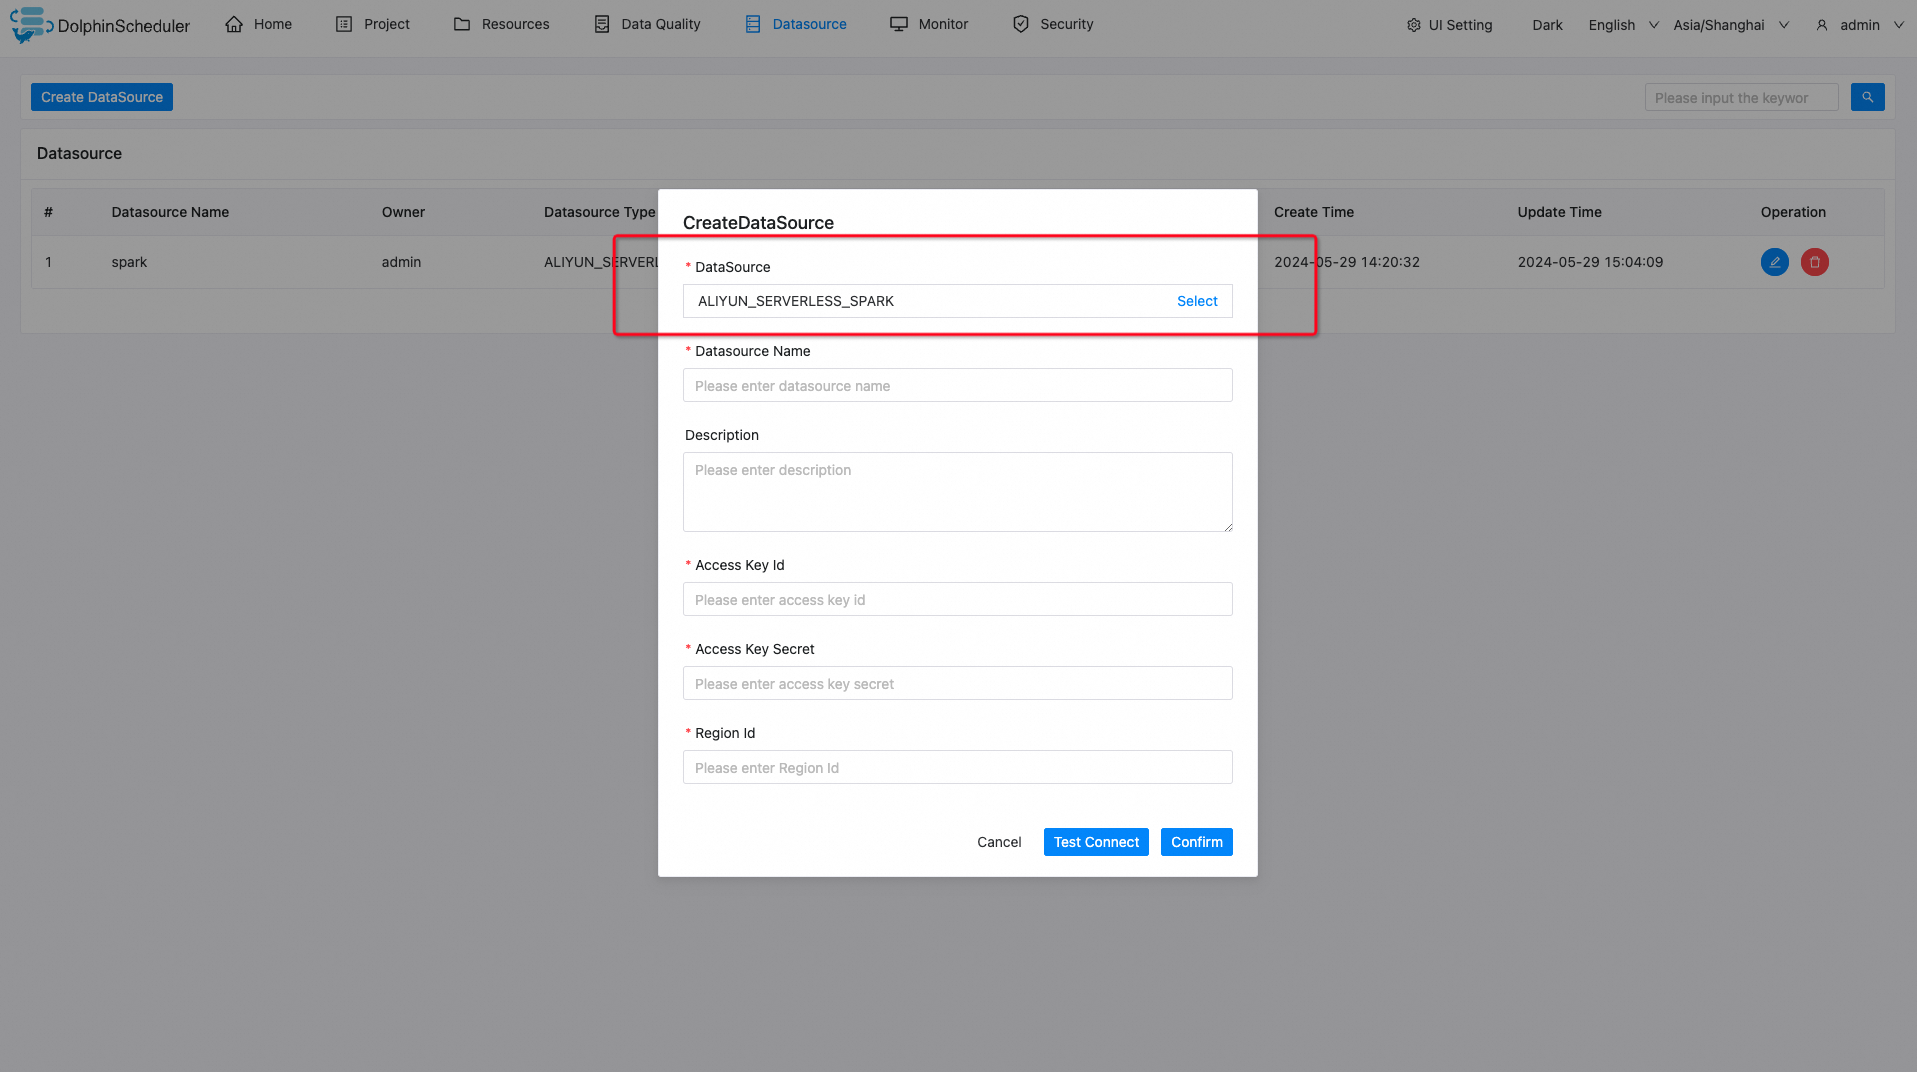 DolphinScheduler Home Project Resources Data Quality Datasource Monitor Security UI Setting Dark English Asia/Shanghai admin
Create DataSource Please input the keywor
Datasource
# Datasource Name Owner Datasource Type Create Time Update Time Operation
1 spark admin ALIYUN_SERVERL 2024-05-29 14:20:32 2024-05-29 15:04:09
CreateDataSource
* DataSource
ALIYUN_SERVERLESS_SPARK Select
* Datasource Name
Please enter datasource name
Description
Please enter description
* Access Key Id
Please enter access key id
* Access Key Secret
Please enter access key secret
* Region Id
Please enter Region Id
Cancel Test Connect Confirm